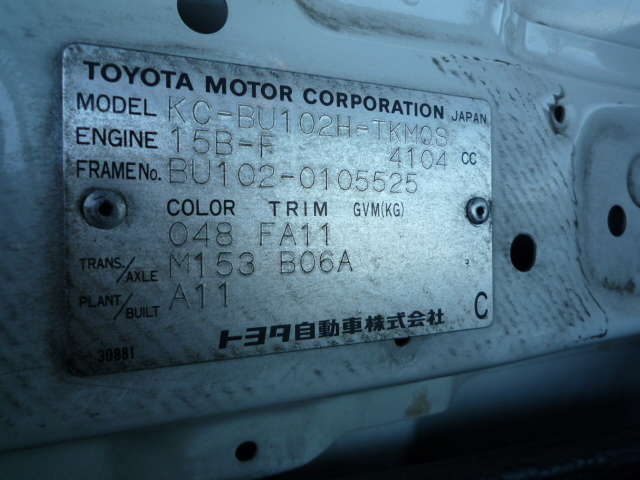 TOYOTA MOTOR CORPORATION JAPAN
MODEL KC-BU102H-TKMQS
ENGINE 15B-F 4104 CC
FRAME No. BU102-0105525
COLOR TRIM GVM(KG)
048 FA11
TRANS./AXLE M153 B06A
PLANT/BUILT A11 C
トヨタ自動車株式会社
30881